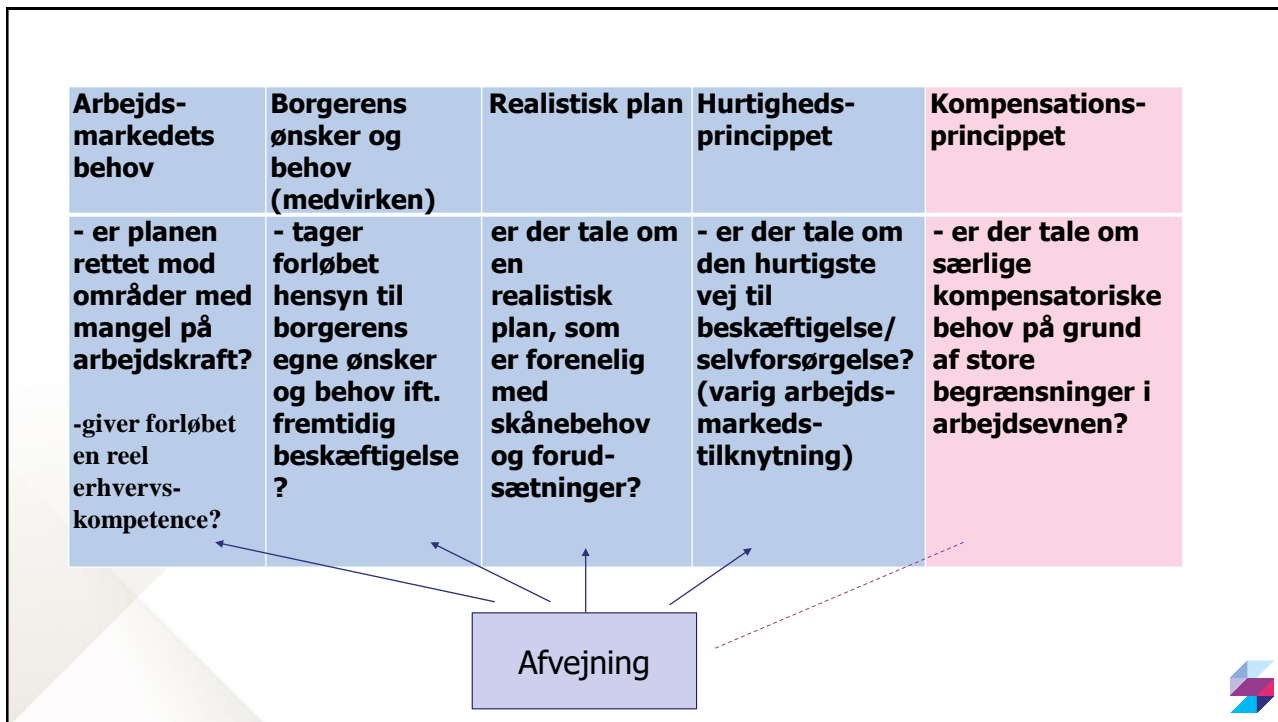 Arbejds-
markedets
behov
Borgerens
ønsker og
behov
(medvirken)
Realistisk plan
Hurtigheds-
princippet
Kompensations-
princippet
- er planen
rettet mod
områder med
mangel på
arbejdskraft?
-giver forløbet
en reel
erhvervs-
kompetence?
- tager
forløbet
hensyn til
borgerens
egne ønsker
og behov ift.
fremtidig
beskæftigelse
?
er der tale om
en
realistisk
plan, som
er forenelig
med
skånebehov
og forud-
sætninger?
- er der tale om
den hurtigste
vej til
beskæftigelse/
selvforsørgelse?
(varig arbejds-
markeds-
tilknytning)
- er der tale om
særlige
kompensatoriske
behov på grund
af store
begrænsninger i
arbejdsevnen?
Afvejning